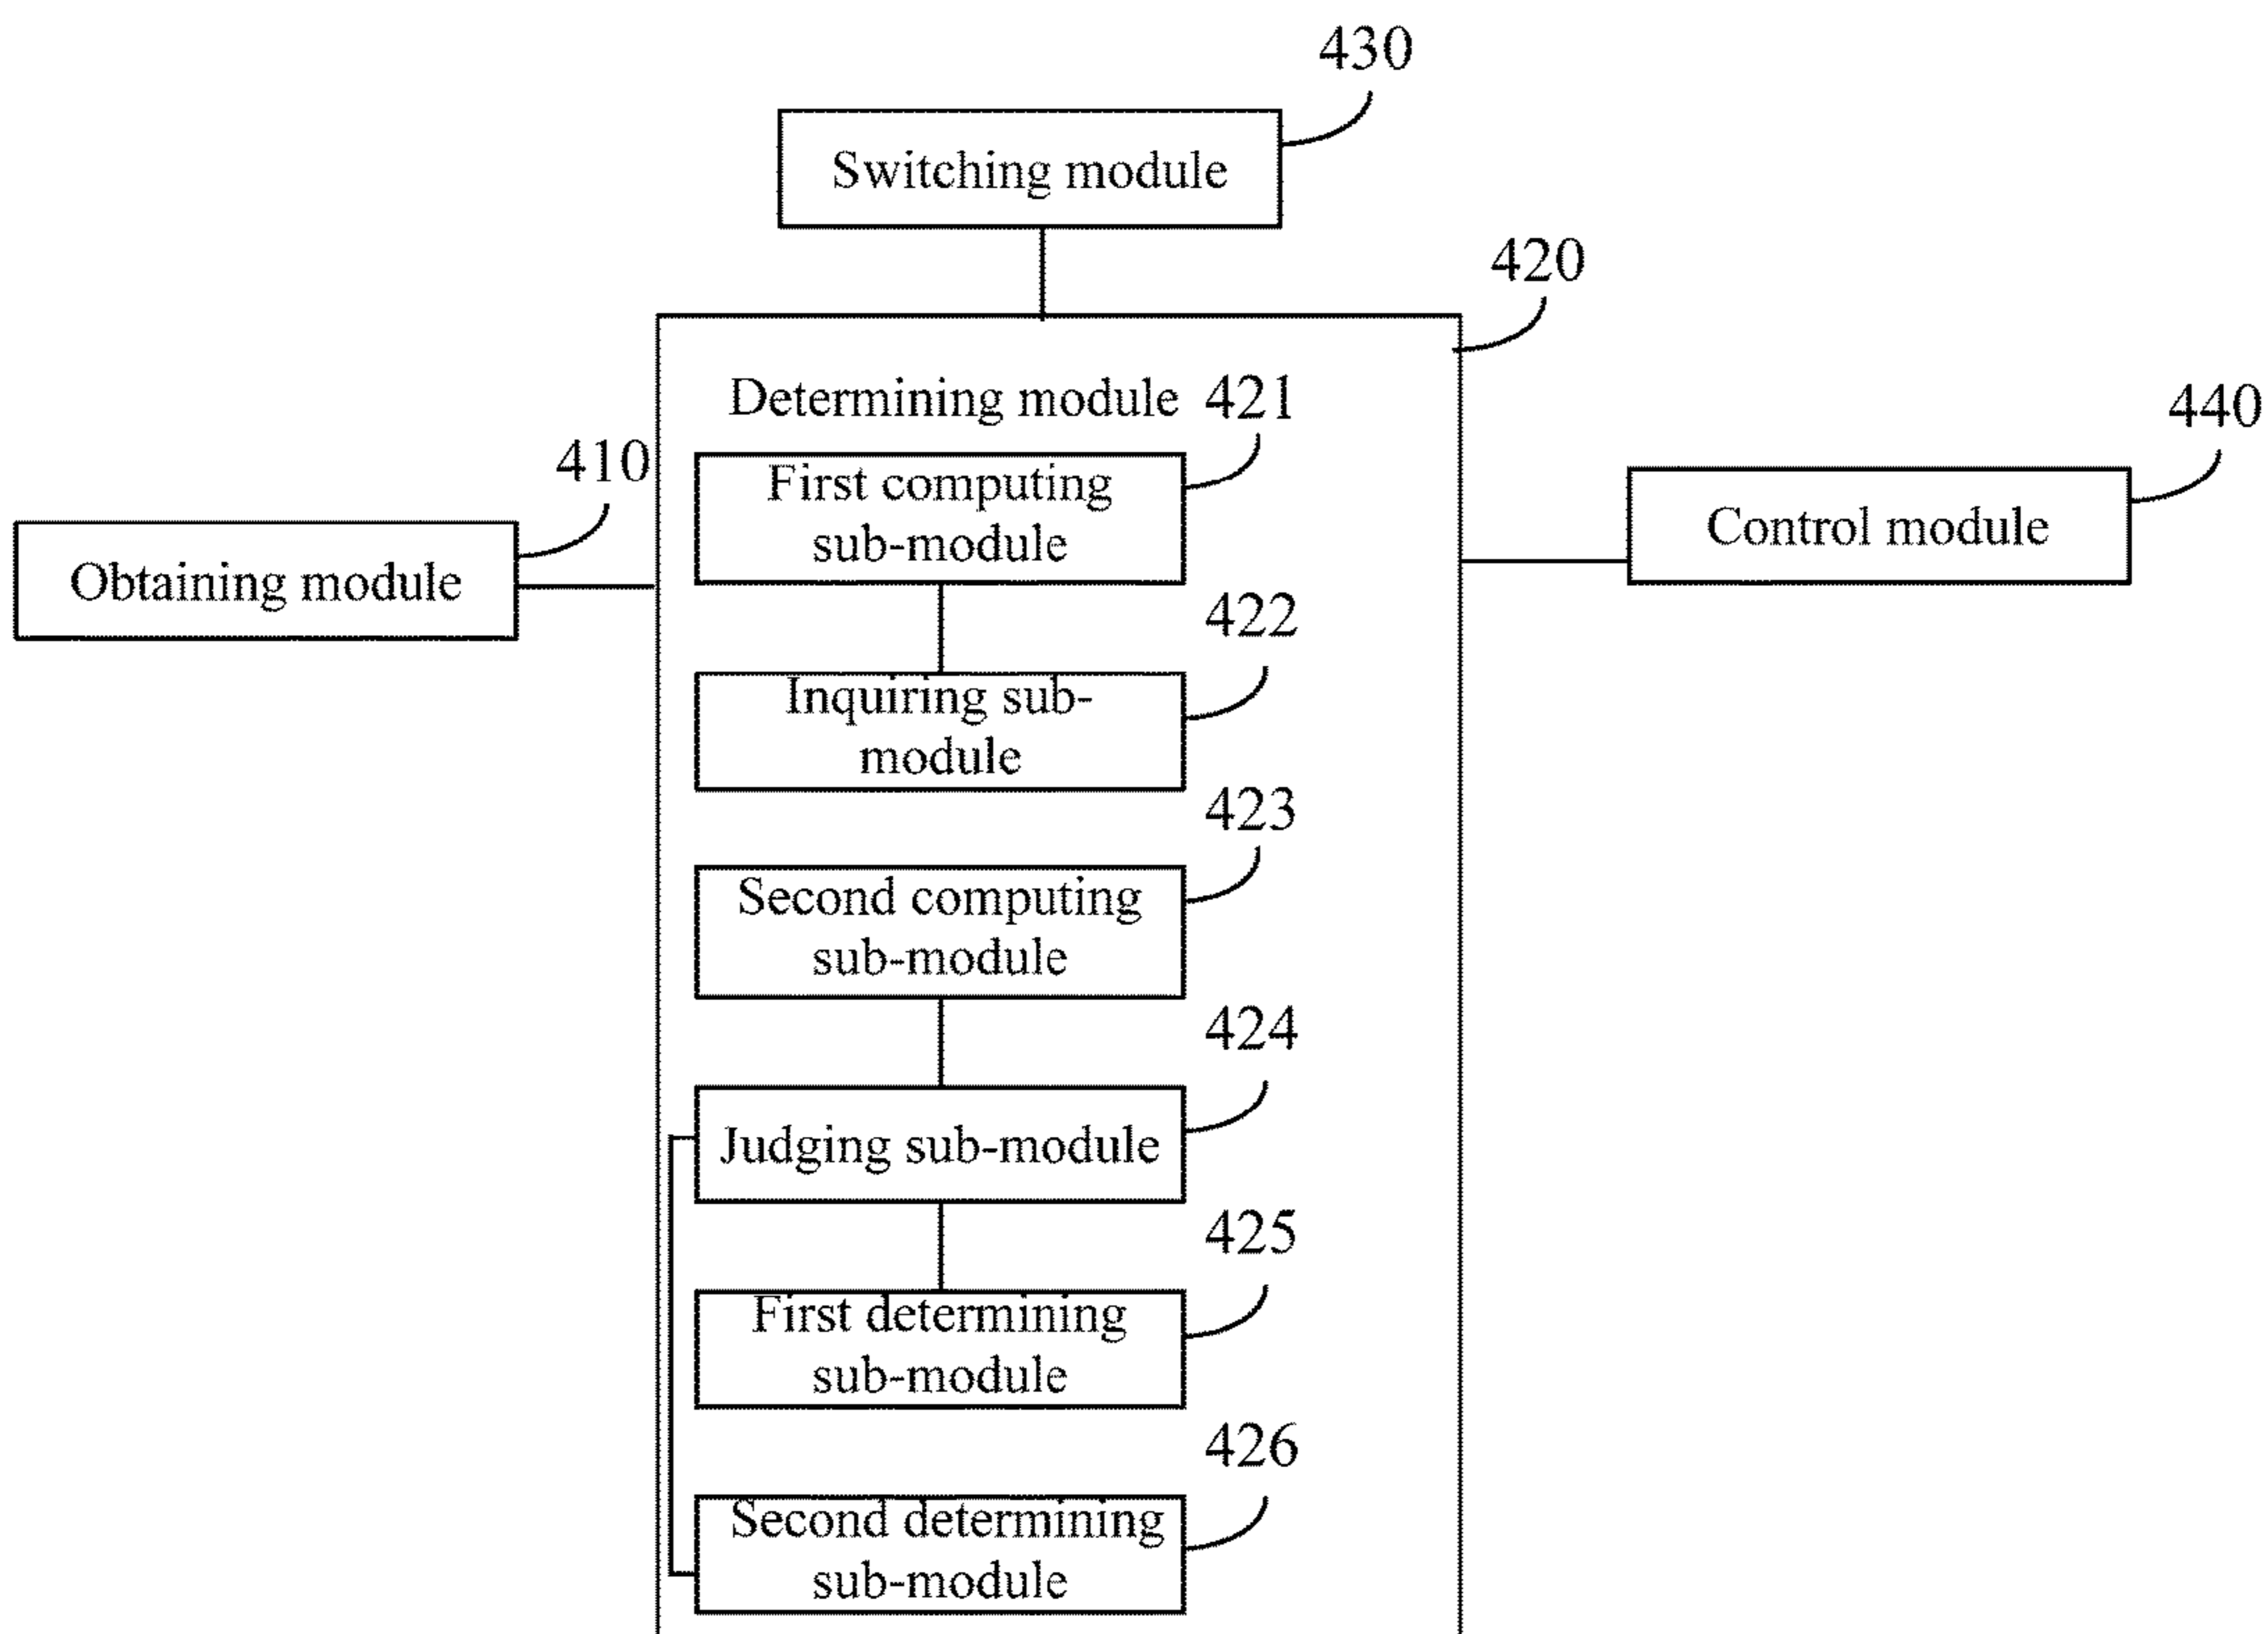 430
Switching module
420
Determining module 421
440
410
First computing
sub-module
Control module
Obtaining module
422
Inquiring sub-
module
423
Second computing
sub-module
424
Judging sub-module
425
First determining
sub-module
426
Second determining
sub-module